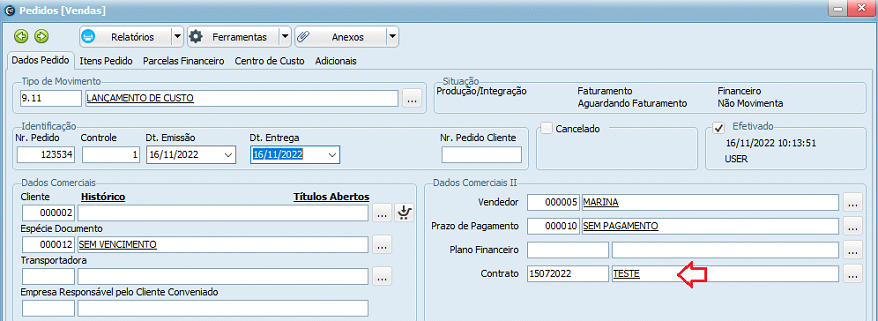 Pedidos [Vendas]
Relatórios Ferramentas Anexos
Dados Pedido Itens Pedido Parcelas Financeiro Centro de Custo Adicionais
Tipo de Movimento
9.11 LANÇAMENTO DE CUSTO ...
Situação
Produção/Integração Faturamento Financeiro
Aguardando Faturamento Não Movimenta
Identificação
Nr. Pedido Controle Dt. Emissão Dt. Entrega Nr. Pedido Cliente
123534 1 16/11/2022 16/11/2022
Cancelado
Efetivado
16/11/2022 10:13:51
USER
Dados Comerciais
Cliente Histórico Títulos Abertos
000002 ...
Espécie Documento
000012 SEM VENCIMENTO ...
Transportadora
...
Empresa Responsável pelo Cliente Conveniado
Dados Comerciais II
Vendedor 000005 MARINA ...
Prazo de Pagamento 000010 SEM PAGAMENTO ...
Plano Financeiro ...
Contrato 15072022 TESTE ...